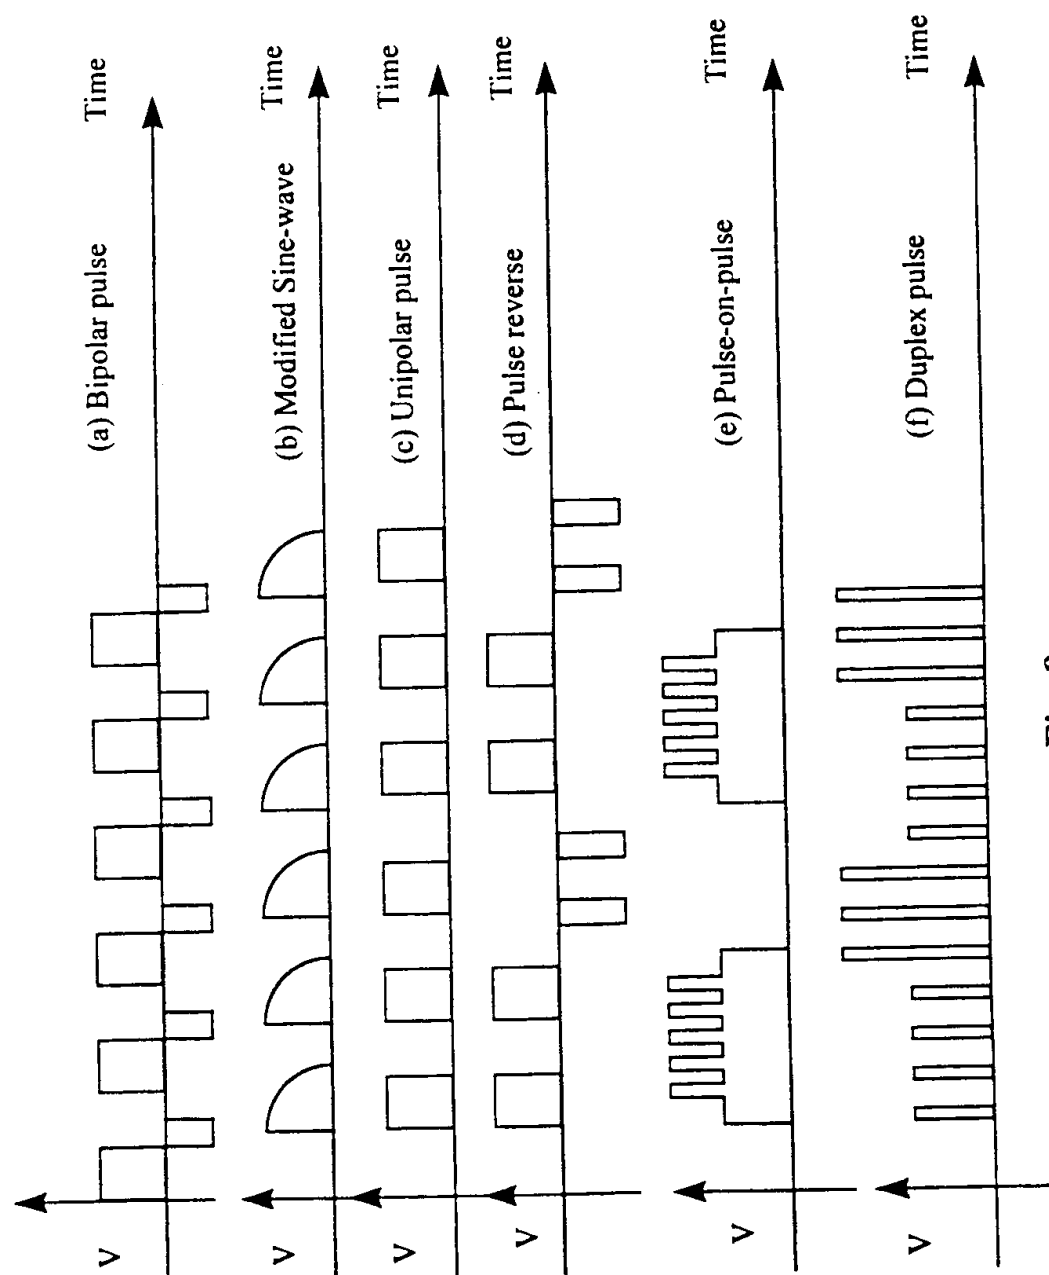 V
(a) Bipolar pulse
Time
V
(b) Modified Sine-wave
Time
V
(c) Unipolar pulse
Time
V
(d) Pulse reverse
Time
V
(e) Pulse-on-pulse
Time
V
(f) Duplex pulse
Time